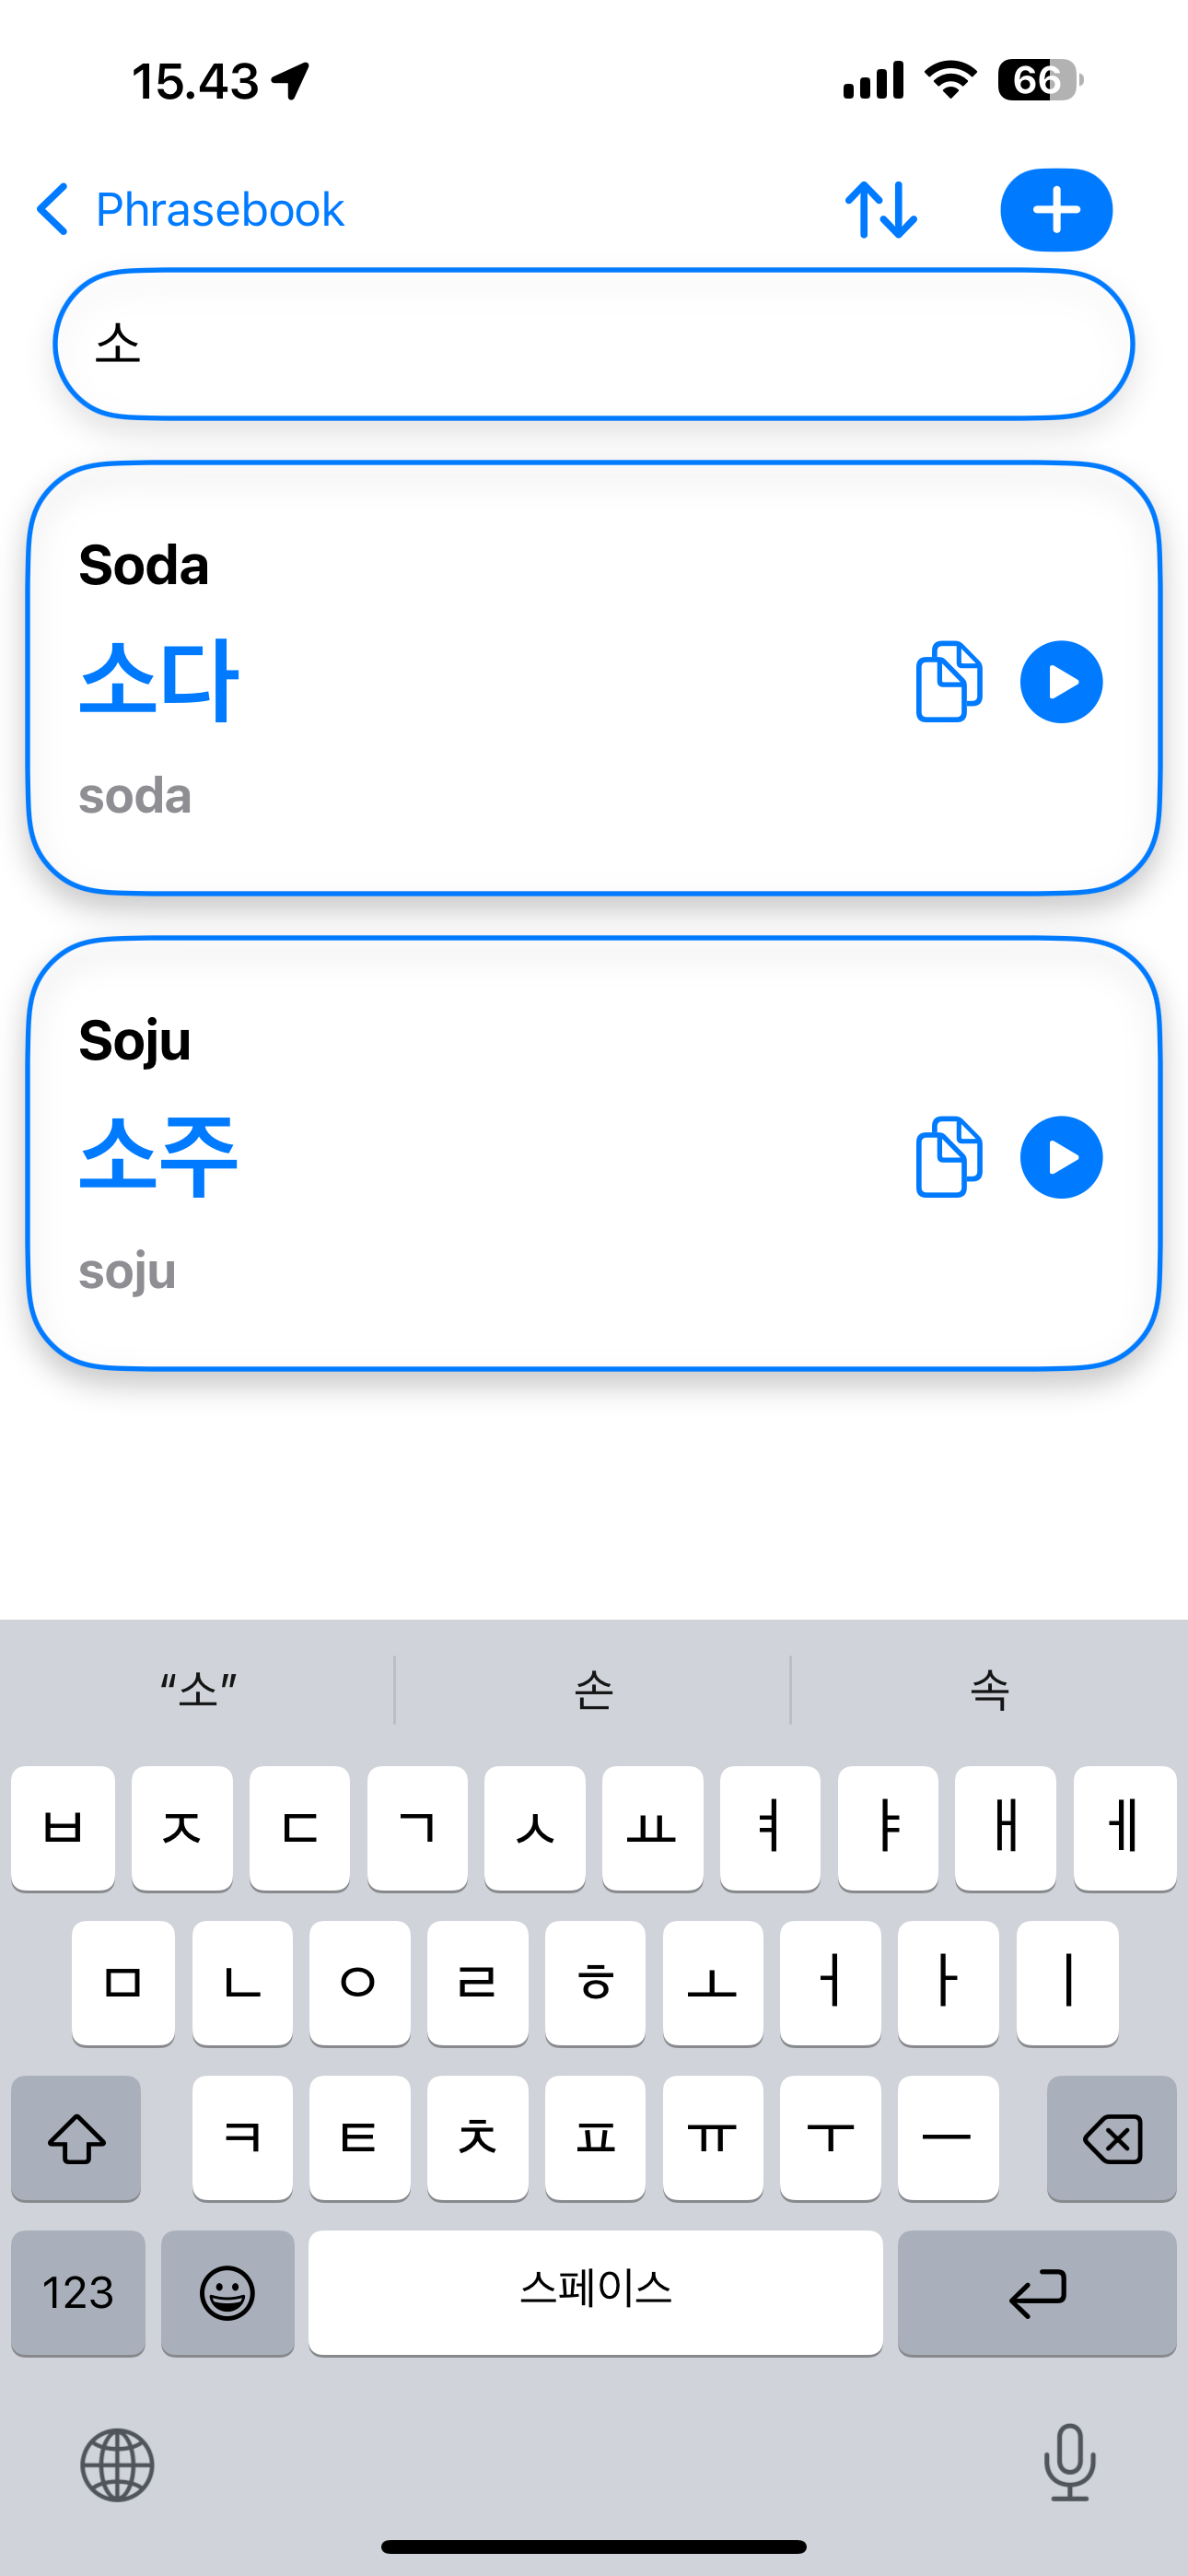 15.43
66
Phrasebook
소
Soda
소다
soda
Soju
소주
soju
“소” 손 속
ㅂ ㅈ ㄷ ㄱ ㅅ ㅛ ㅕ ㅑ ㅐ ㅔ
ㅁ ㄴ ㅇ ㄹ ㅎ ㅗ ㅓ ㅏ ㅣ
ㅋ ㅌ ㅊ ㅍ ㅠ ㅜ ㅡ
123 스페이스